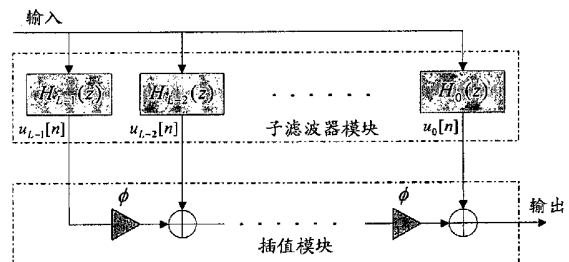 输入
H_{L-1}(z) H_{L-2}(z) · · · · · · H_0(z)
u_{L-1}[n] u_{L-2}[n] 子滤波器模块 u_0[n]
ϕ ϕ
· · · · · · 输出
插值模块